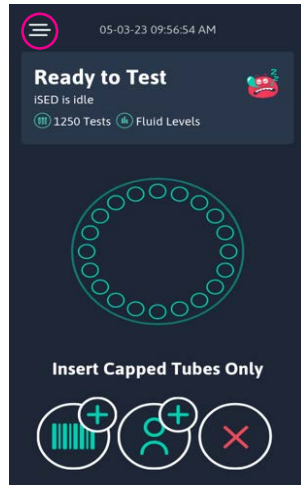 05-03-23 09:56:54 AM
Ready to Test
iSED is idle
1250 Tests Fluid Levels
Insert Capped Tubes Only